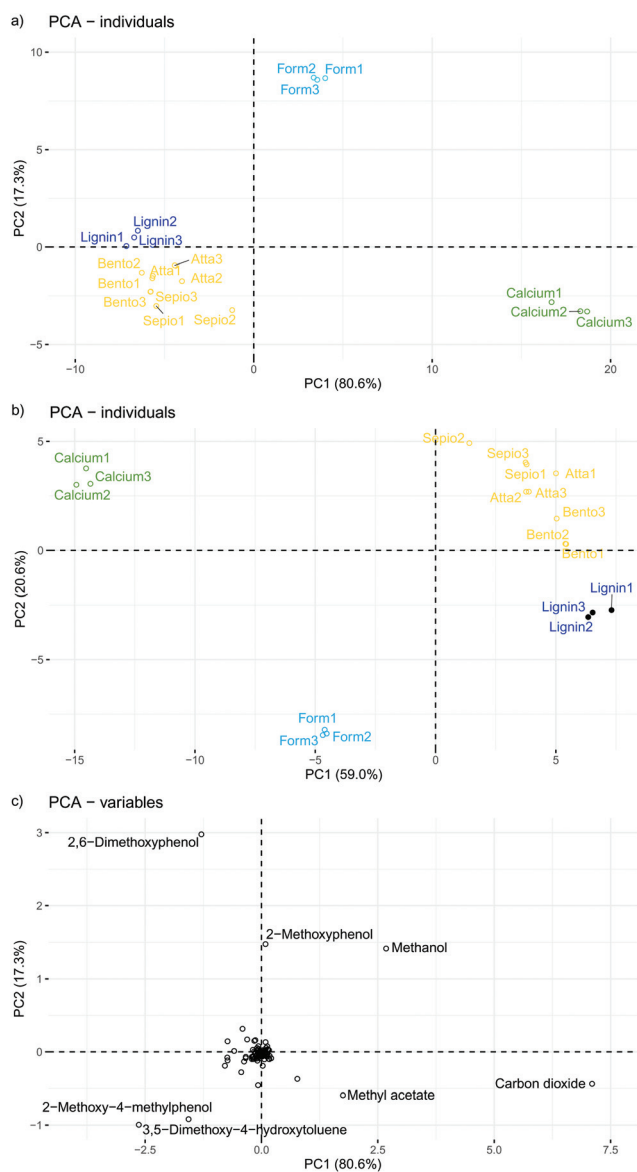 a) PCA − individuals
10
Form2 Form1
Form3
5
PC2 (17.3%)
Lignin2
Lignin1 Lignin3
0
Bento2 Atta3
Atta1
Bento1 Atta2
Bento3 Sepio3
Sepio1 Sepio2
Calcium1
Calcium2
Calcium3
−5
−10 0 10 20
PC1 (80.6%)
b) PCA − individuals
5
Sepio2
Calcium1
Sepio3
Calcium3
Sepio1 Atta1
Calcium2
Atta2 Atta3
Bento3
Bento2
Bento1
0
PC2 (20.6%)
Lignin1
Lignin3
Lignin2
−5
Form1
Form3 Form2
−15 −10 −5 0 5
PC1 (59.0%)
c) PCA − variables
3
2,6−Dimethoxyphenol
2
2−Methoxyphenol
Methanol
1
PC2 (17.3%)
0
Carbon dioxide
Methyl acetate
2−Methoxy−4−methylphenol
3,5−Dimethoxy−4−hydroxytoluene
−1
0.0 2.5 5.0 7.5
PC1 (80.6%)